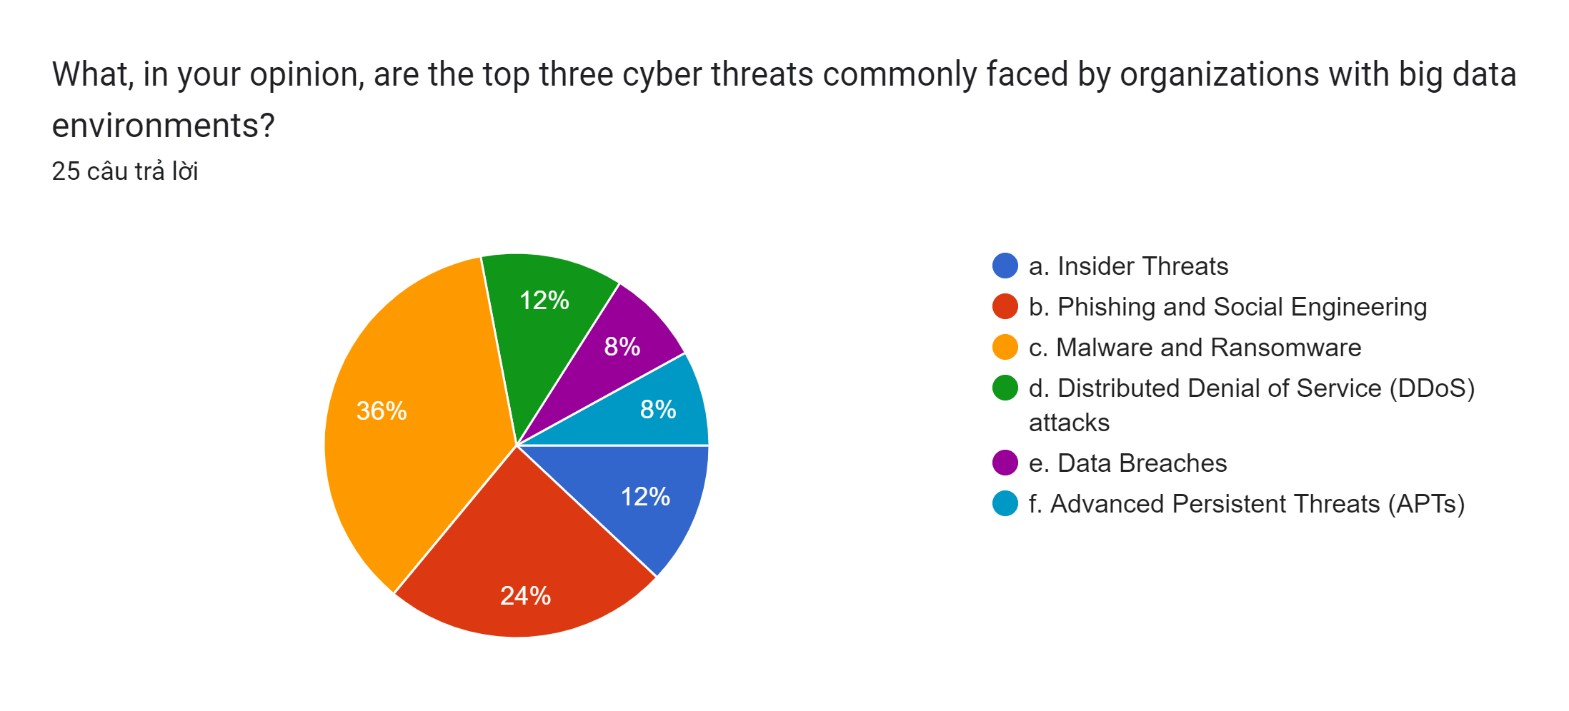 What, in your opinion, are the top three cyber threats commonly faced by organizations with big data
environments?
25 câu trả lời
12%
8%
8%
36%
12%
24%
a. Insider Threats
b. Phishing and Social Engineering
c. Malware and Ransomware
d. Distributed Denial of Service (DDoS)
attacks
e. Data Breaches
f. Advanced Persistent Threats (APTs)